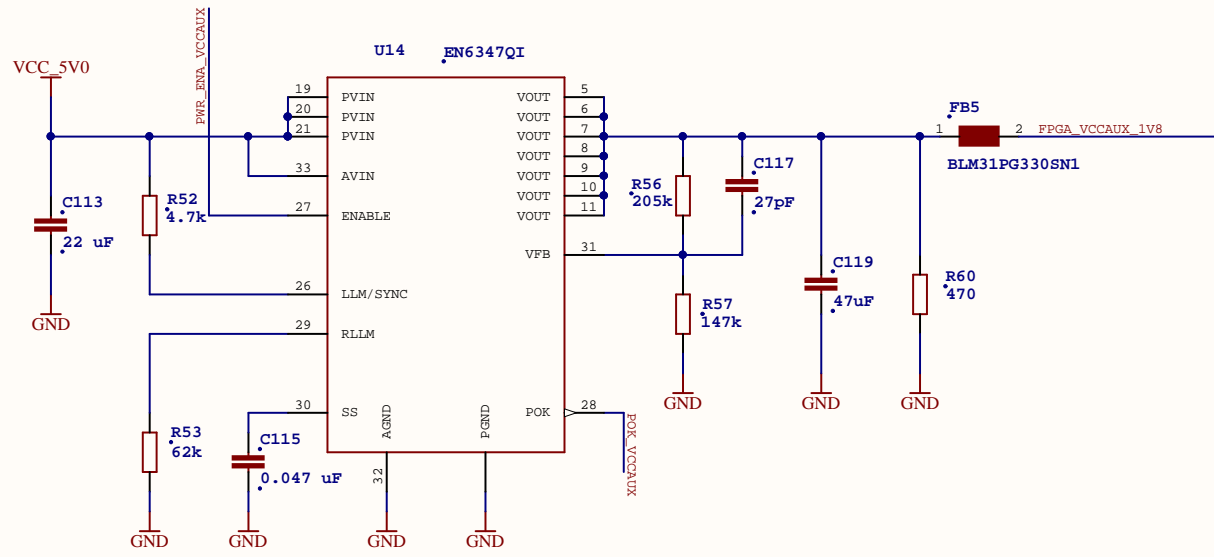 U14
EN6347QI
VCC_5V0
PWR_ENA_VCCAUX
19
PVIN
VOUT
5
20
PVIN
VOUT
6
21
PVIN
VOUT
7
VOUT
8
33
AVIN
VOUT
9
VOUT
10
27
ENABLE
VOUT
11
VFB
31
26
LLM/SYNC
29
RLLM
30
SS
AGND
PGND
POK
28
32
C113
22 uF
GND
R52
4.7k
R53
62k
GND
C115
0.047 uF
GND
GND
GND
POK_VCCAUX
R56
205k
C117
27pF
R57
147k
GND
C119
47uF
GND
R60
470
GND
FB5
1
2
FPGA_VCCAUX_1V8
BLM31PG330SN1